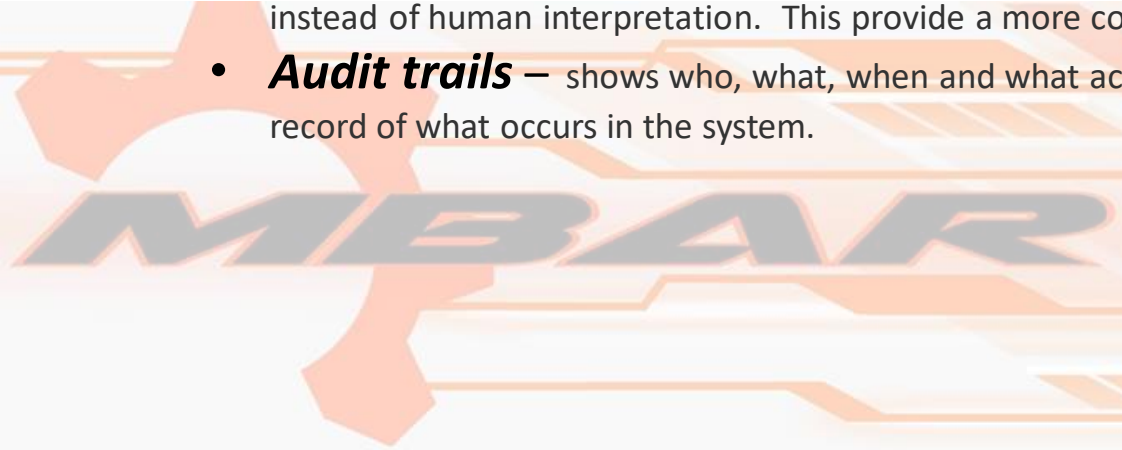 instead of human interpretation.  This provide a more co
• Audit trails – shows who, what, when and what ac
record of what occurs in the system.
MBAR